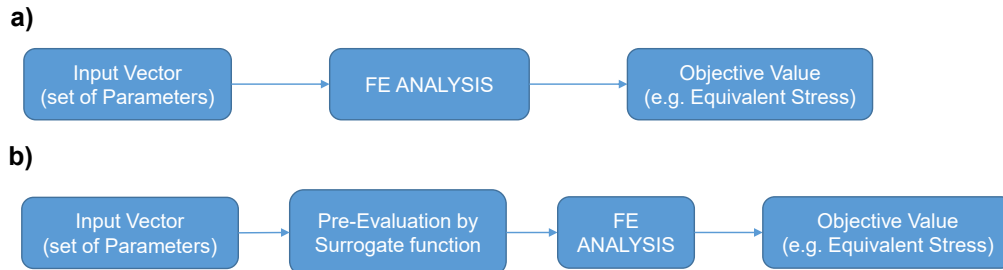 a)
Input Vector
(set of Parameters)
FE ANALYSIS
Objective Value
(e.g. Equivalent Stress)
b)
Input Vector
(set of Parameters)
Pre-Evaluation by
Surrogate function
FE
ANALYSIS
Objective Value
(e.g. Equivalent Stress)